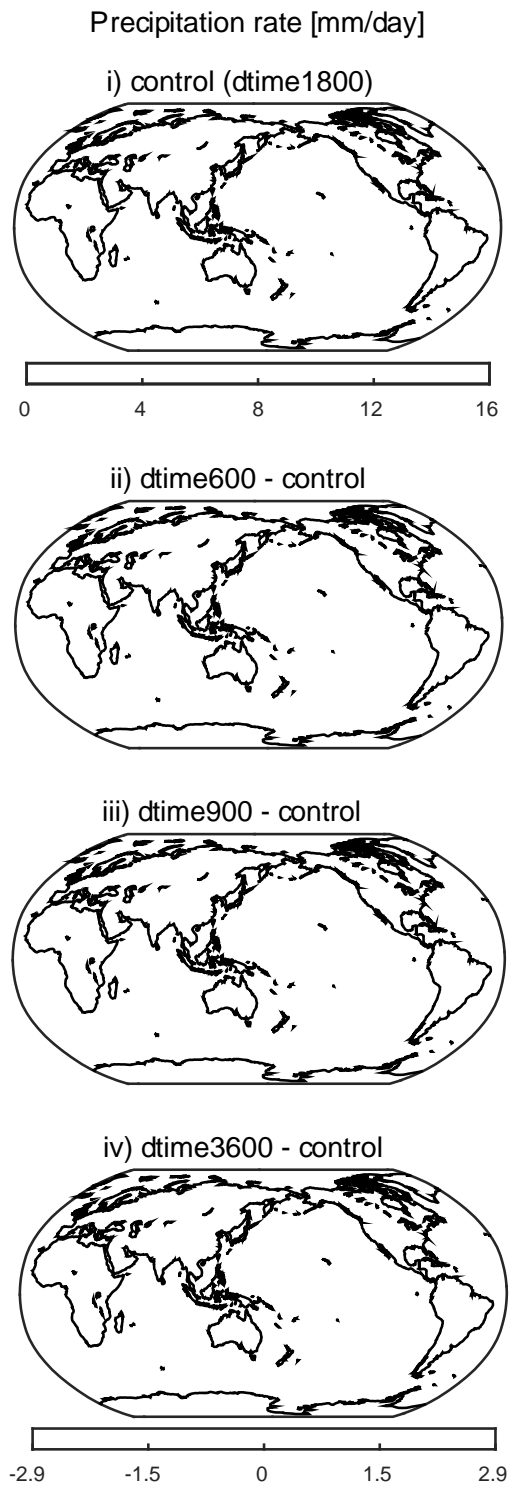 Precipitation rate [mm/day]
i) control (dtime1800)
0 4 8 12 16
ii) dtime600 - control
iii) dtime900 - control
iv) dtime3600 - control
-2.9 -1.5 0 1.5 2.9